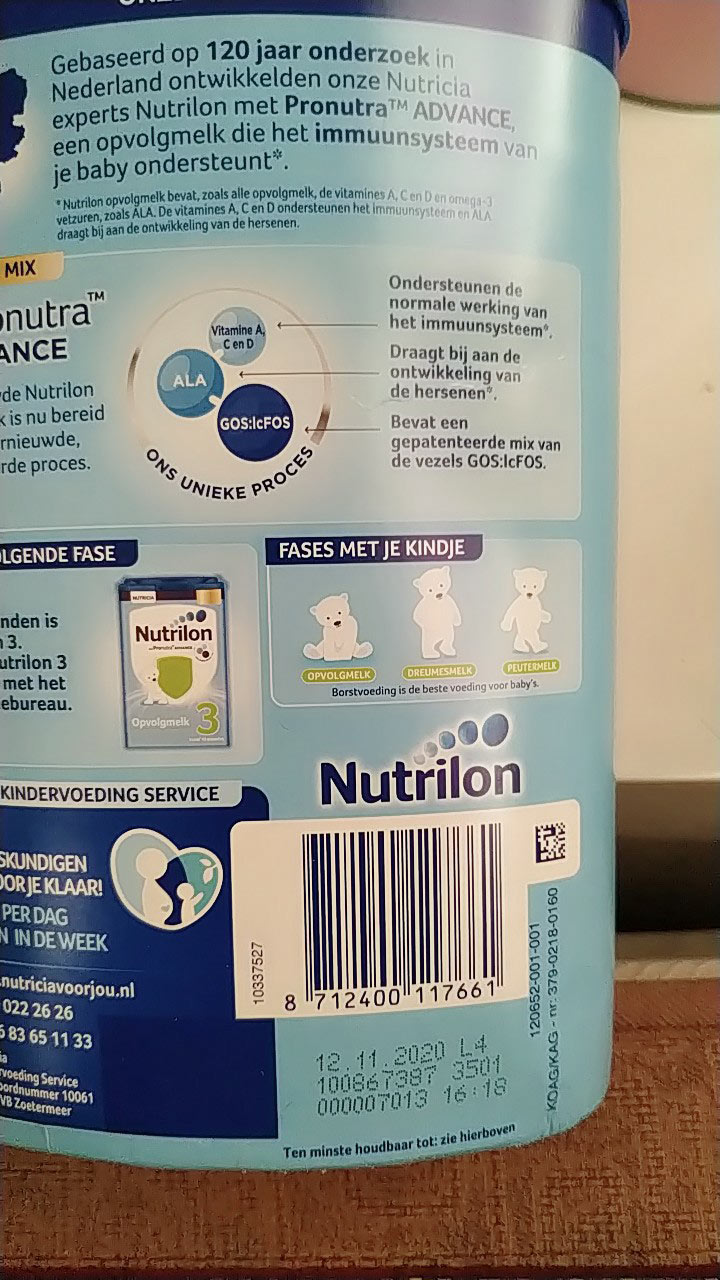 Gebaseerd op 120 jaar onderzoek in
Nederland ontwikkelden onze Nutricia
experts Nutrilon met Pronutra™ ADVANCE,
een opvolgmelk die het immuunsysteem van
je baby ondersteunt*.
* Nutrilon opvolgmelk bevat, zoals alle opvolgmelk, de vitamines A, C en D en omega-3
vetzuren, zoals ALA. De vitamines A, C en D ondersteunen het immuunsysteem en ALA
draagt bij aan de ontwikkeling van de hersenen.
MIX
onutra™
ANCE
de Nutrilon
k is nu bereid
rnieuwde,
rde proces.
Vitamine A,
C en D
ALA
GOS:lcFOS
ONS UNIEKE PROCES
Ondersteunen de
normale werking van
het immuunsysteem*.
Draagt bij aan de
ontwikkeling van
de hersenen*.
Bevat een
gepatenteerde mix van
de vezels GOS:lcFOS.
LGENDE FASE
nden is
3.
utrilon 3
met het
ebureau.
NUTRICIA
Nutrilon
Opvolgmelk 3
FASES MET JE KINDJE
OPVOLGMELK
DREUMESMELK
PEUTERMELK
Borstvoeding is de beste voeding voor baby's.
Nutrilon
KINDERVOEDING SERVICE
SKUNDIGEN
OOR JE KLAAR!
PER DAG
N IN DE WEEK
.nutriciavoorjou.nl
022 26 26
6 83 65 11 33
ia
voeding Service
oordnummer 10061
VB Zoetermeer
10337527
8 712400 117661
120652-001-001
KOAG/KAG - nr: 379-0218-0160
12.11.2020 L4
100867387 3501
000007013 16:18
Ten minste houdbaar tot: zie hierboven